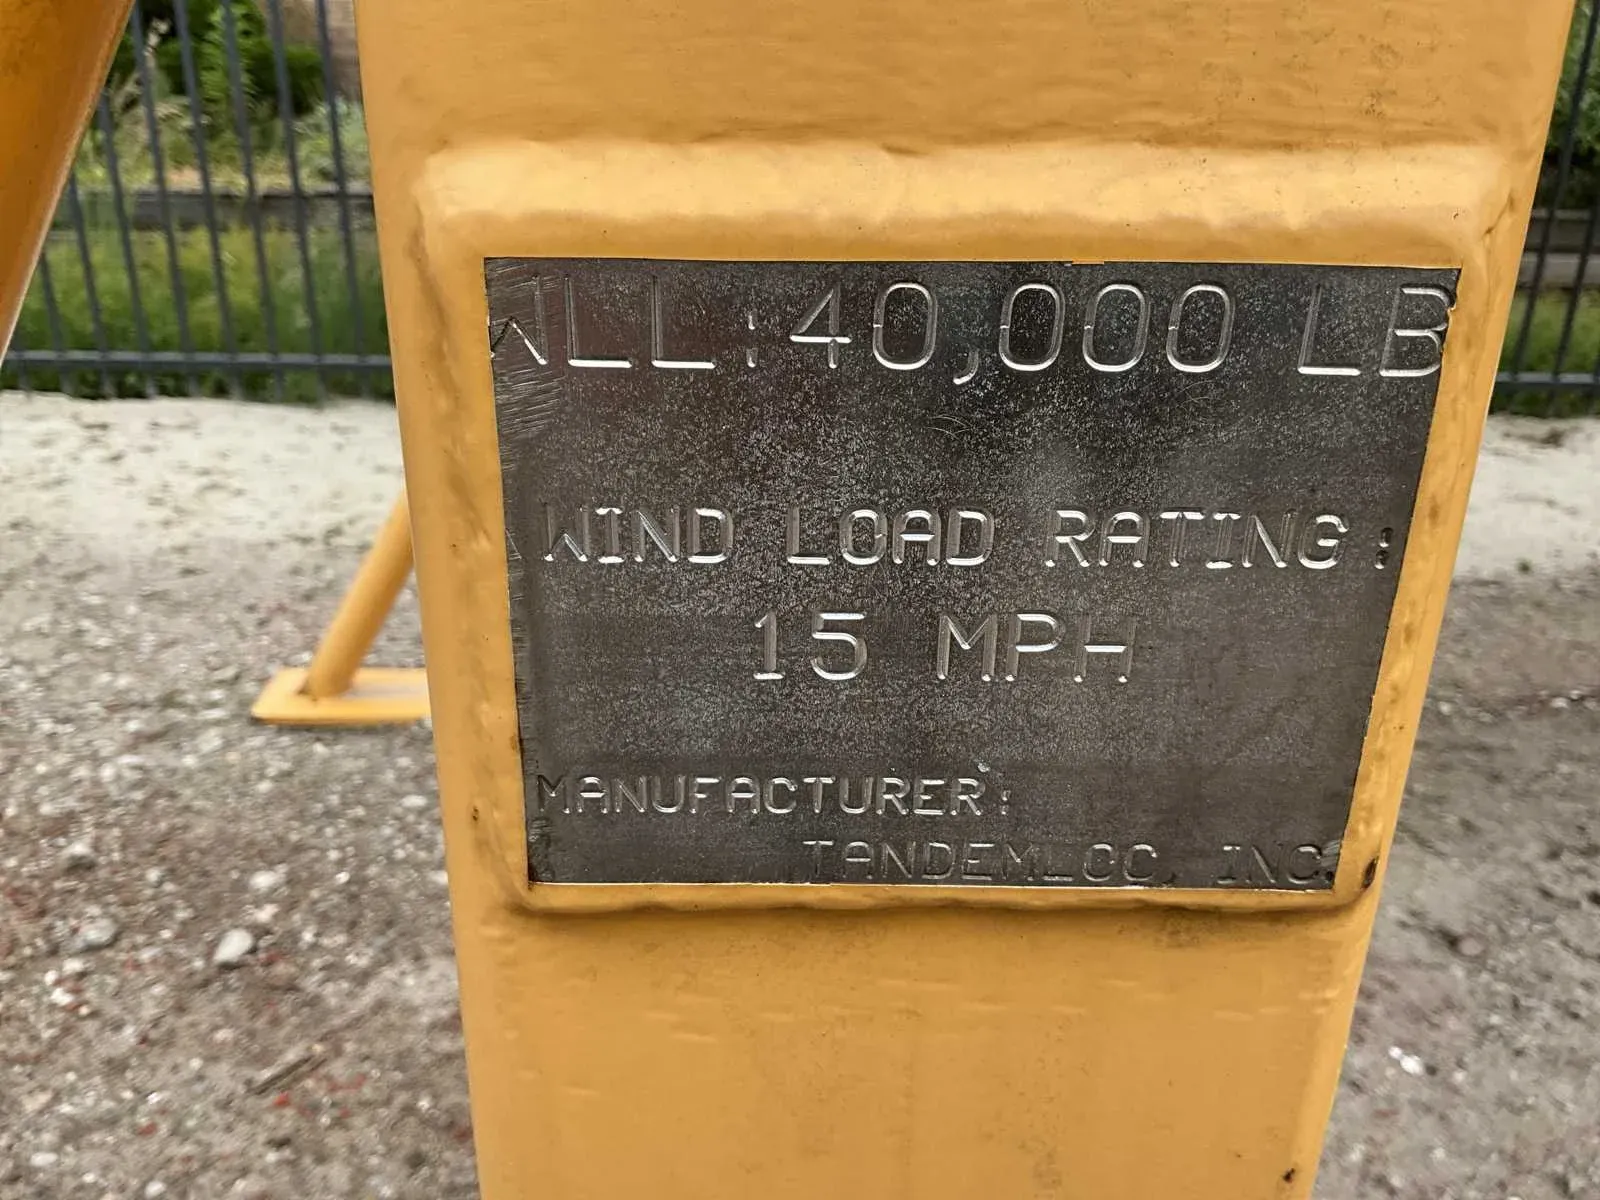 WLL:40,000 LB
WIND LOAD RATING:
15 MPH
MANUFACTURER:
TANDEMLOC, INC.